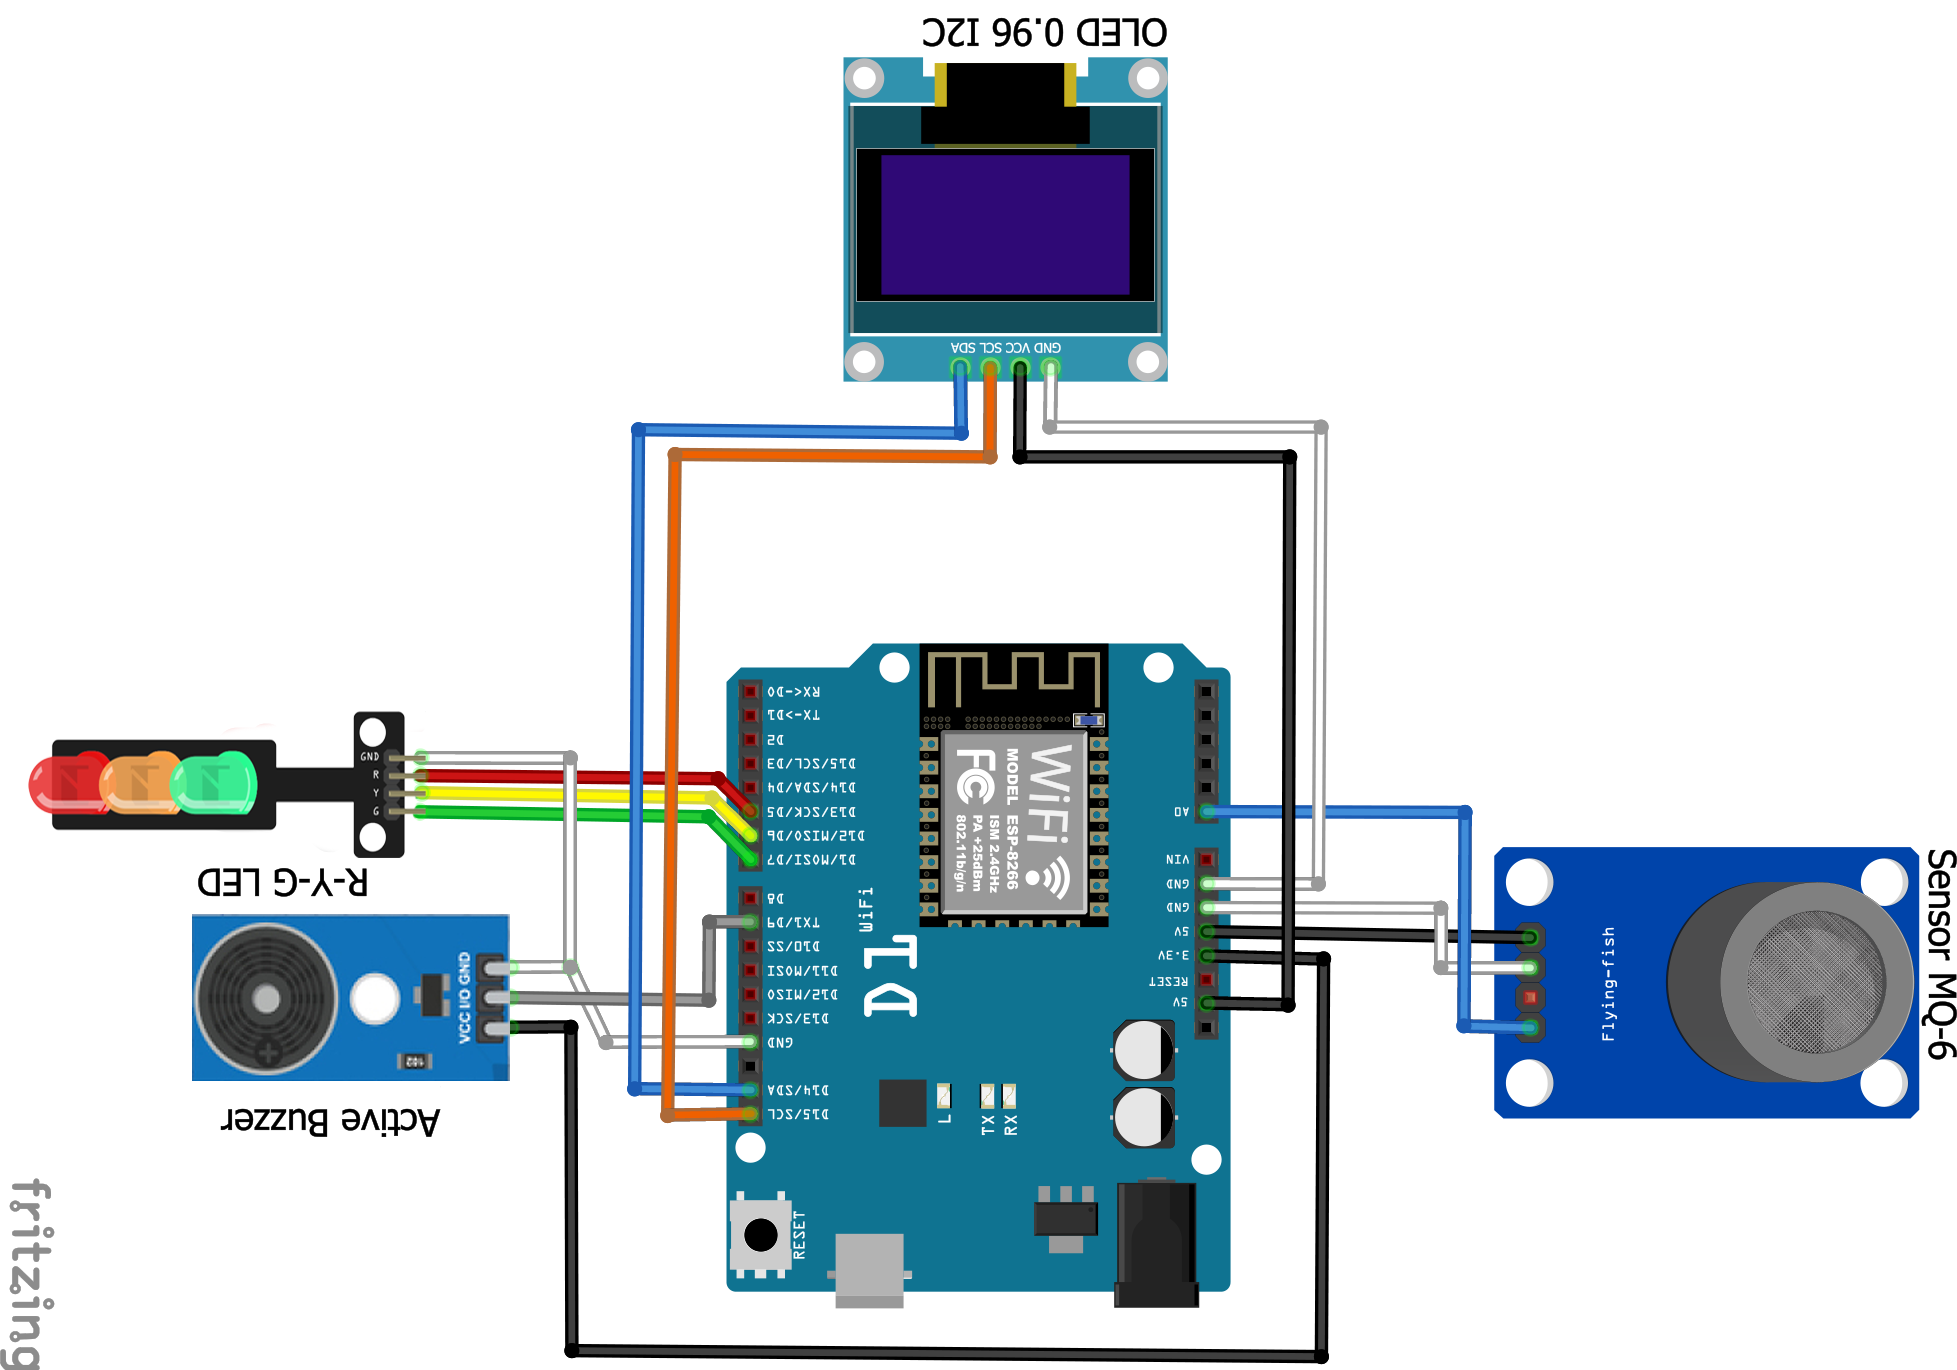 OLED 0.96 I2C
GND VCC SCL SDA
GND
R
Y
G
R-Y-G LED
VCC I/O GND
102
Active Buzzer
RX<-D0
TX->D1
D2
D15/SCL/D3
D14/SDA/D4
D13/SCK/D5
D12/MISO/D6
D1/MOSI/D7
D8
TX1/D9
D10/SS
D11/MOSI
D12/MISO
D13/SCK
GND
D14/SDA
D15/SCL
WiFi
D1
WiFi
MODEL ESP-8266
ISM 2.4GHz
PA +25dBm
802.11b/g/n
FC
A0
VIN
GND
GND
5V
3.3V
RESET
5V
L
TX
RX
RESET
Flying-fish
Sensor MQ-6
fritzing